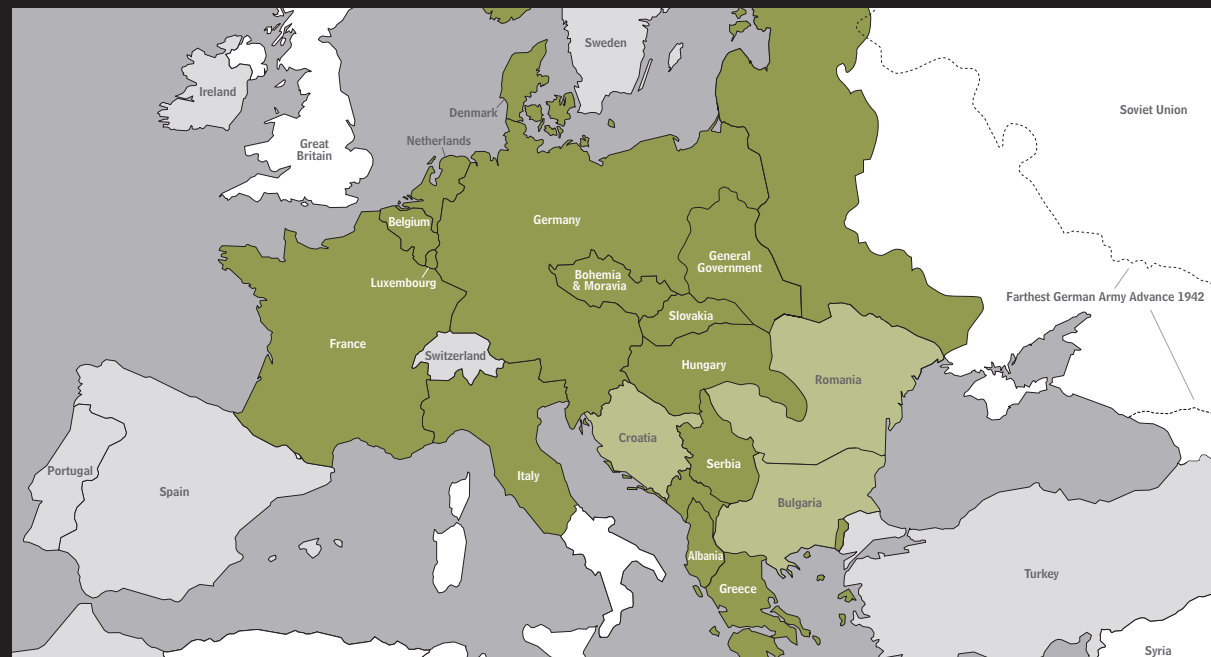 Sweden
Soviet Union
Ireland
Denmark
Great
Britain
Netherlands
Belgium
Germany
General
Government
Luxembourg
Bohemia
& Moravia
Farthest German Army Advance 1942
Slovakia
France
Switzerland
Hungary
Romania
Croatia
Portugal
Spain
Italy
Serbia
Bulgaria
Albania
Greece
Turkey
Syria